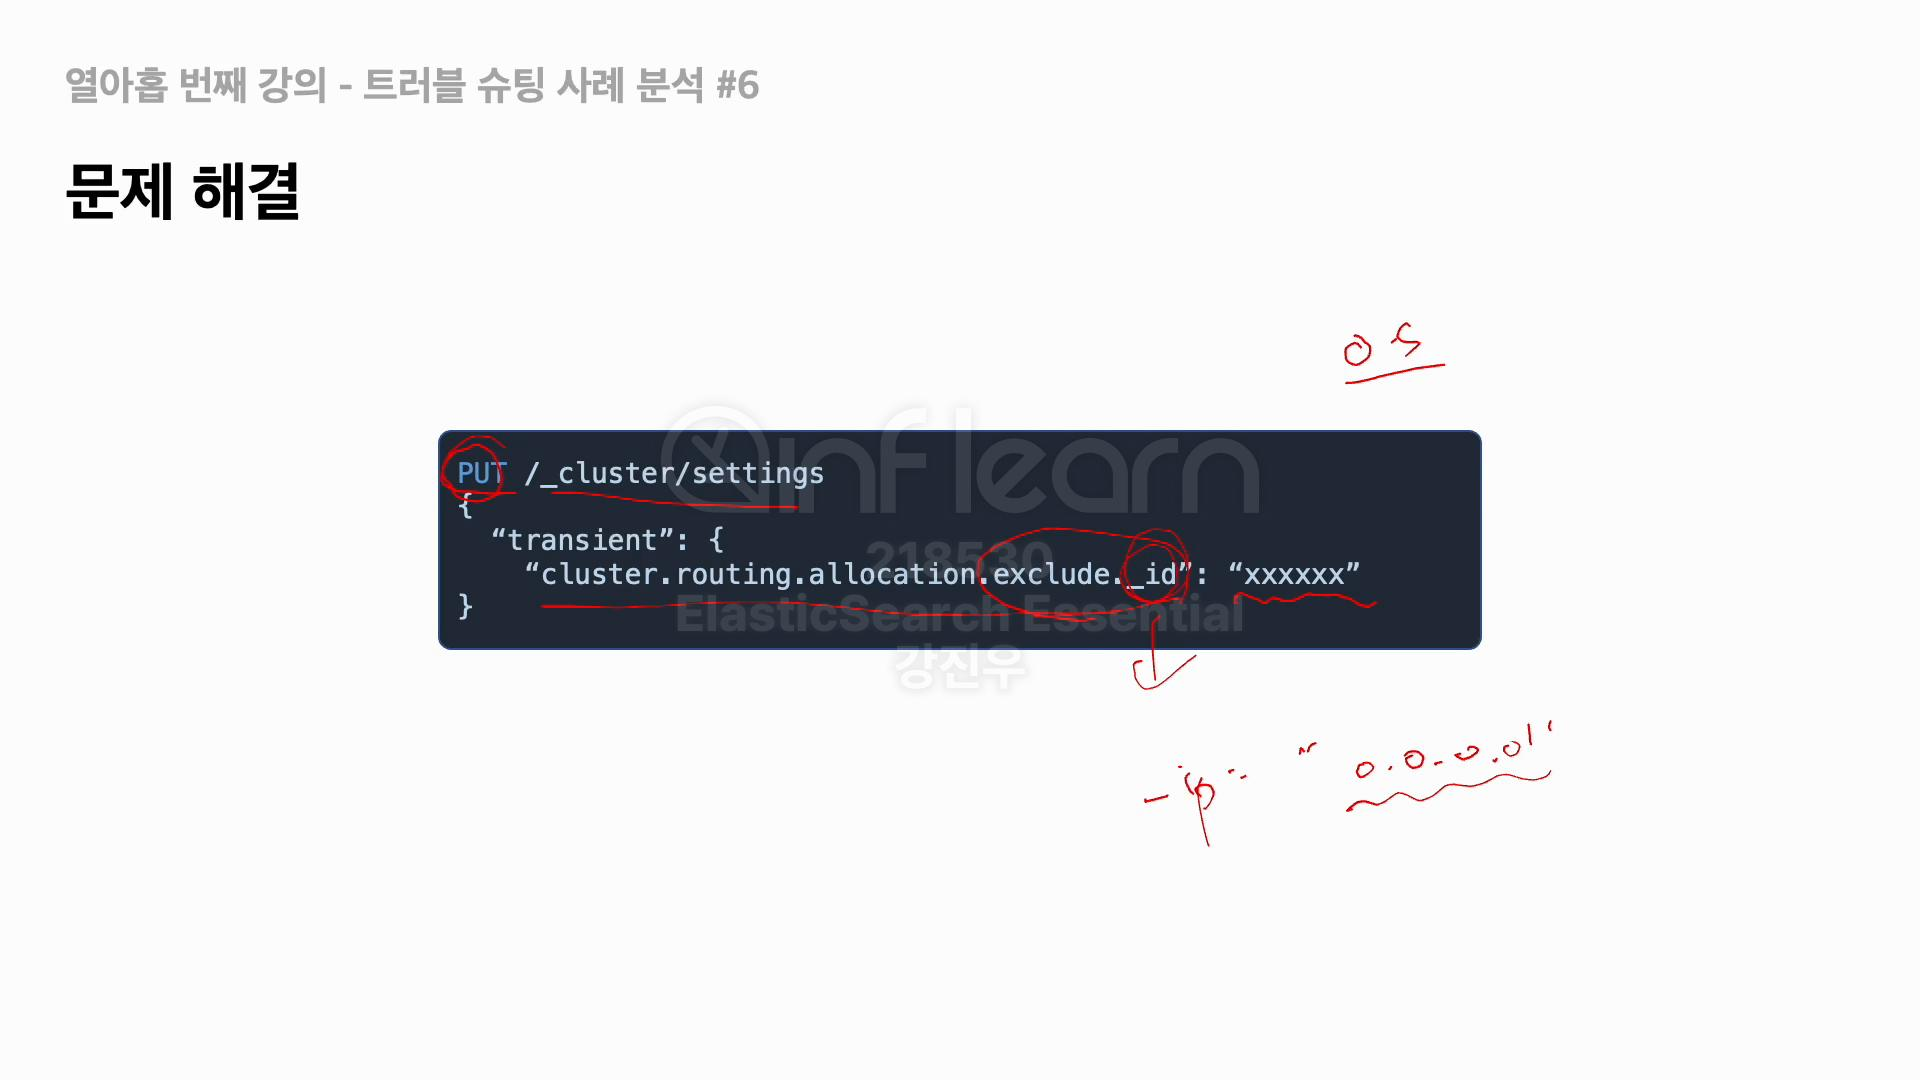 열아홉 번째 강의 - 트러블 슈팅 사례 분석 #6
문제 해결
os
inflearn
PUT /_cluster/settings
{
“transient”: {
218530
“cluster.routing.allocation.exclude._id”: “xxxxxx”
}
ElasticSearch Essential
강진우
_ip : “0.0.0.0”